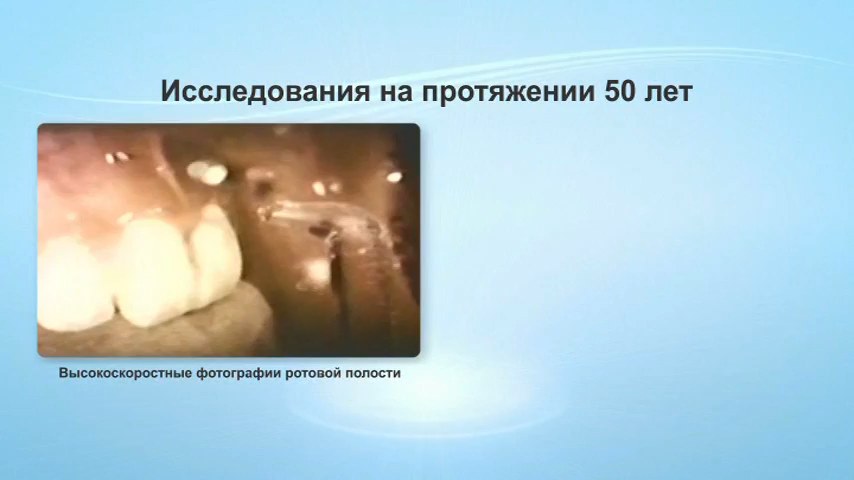 Исследования на протяжении 50 лет
Высокоскоростные фотографии ротовой полости